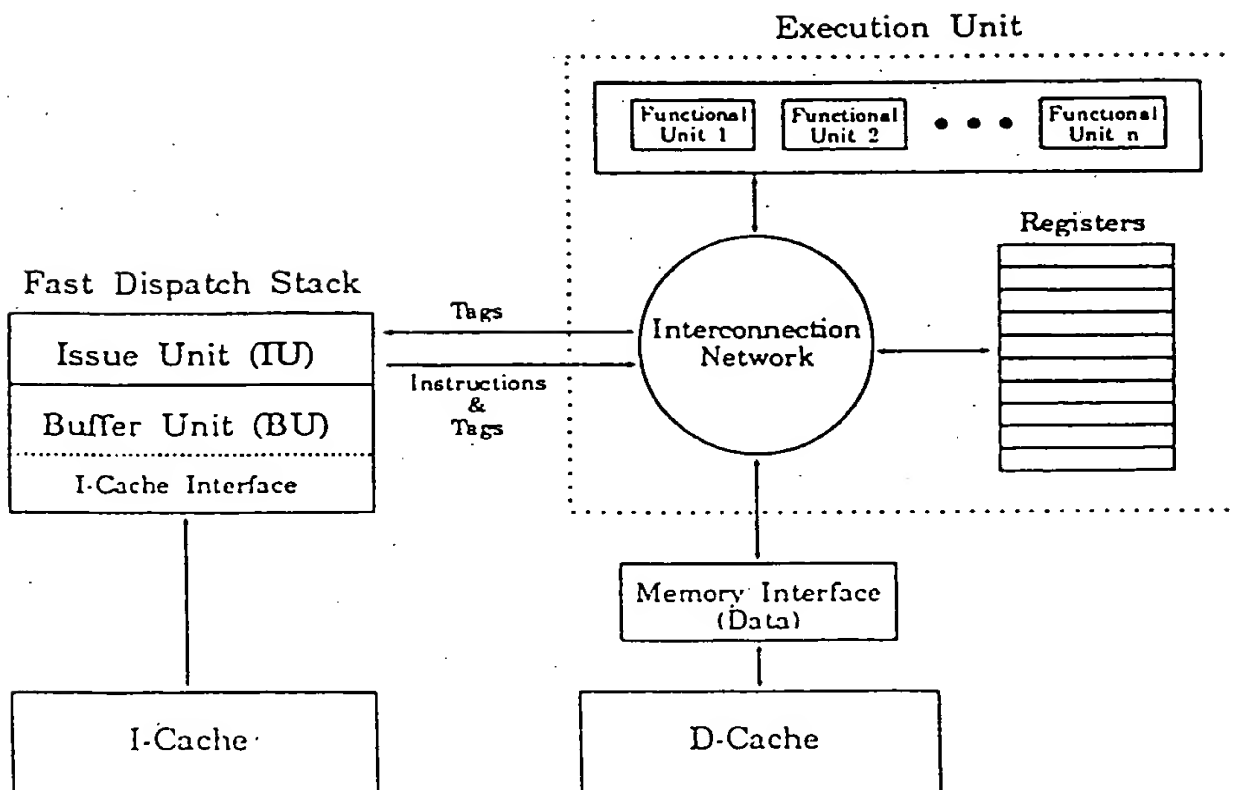 Execution Unit
Functional
Unit 1
Functional
Unit 2
Functional
Unit n
Registers
Fast Dispatch Stack
Issue Unit (IU)
Buffer Unit (BU)
I-Cache Interface
Tags
Instructions
&
Tags
Interconnection
Network
Memory Interface
(Data)
I-Cache
D-Cache